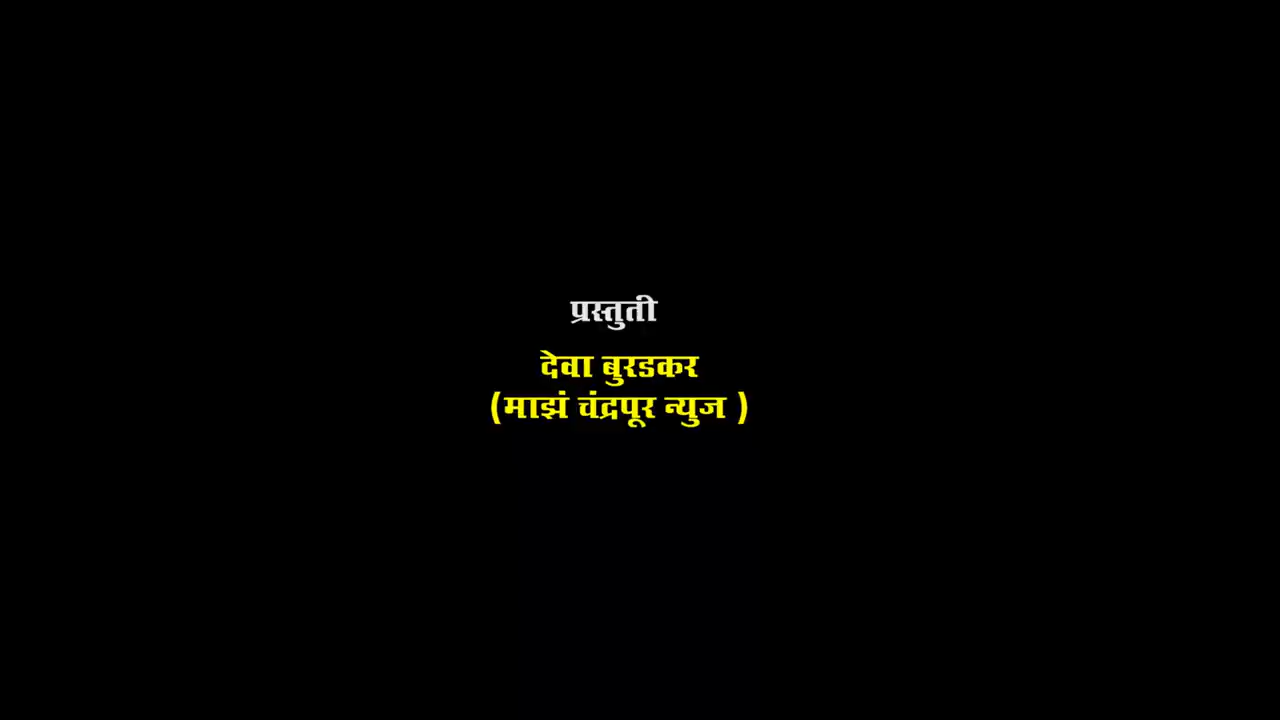 प्रस्तुती
देवा बुरडकर
(माझं चंद्रपूर न्युज )